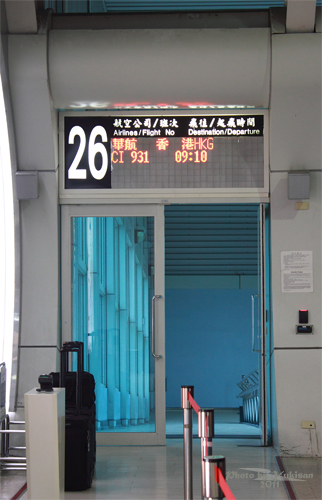 26
航空公司/班次 飛往/起飛時間
Airlines/Flight No Destination/Departure
華航 香 港HKG
CI 931 09:10
2011